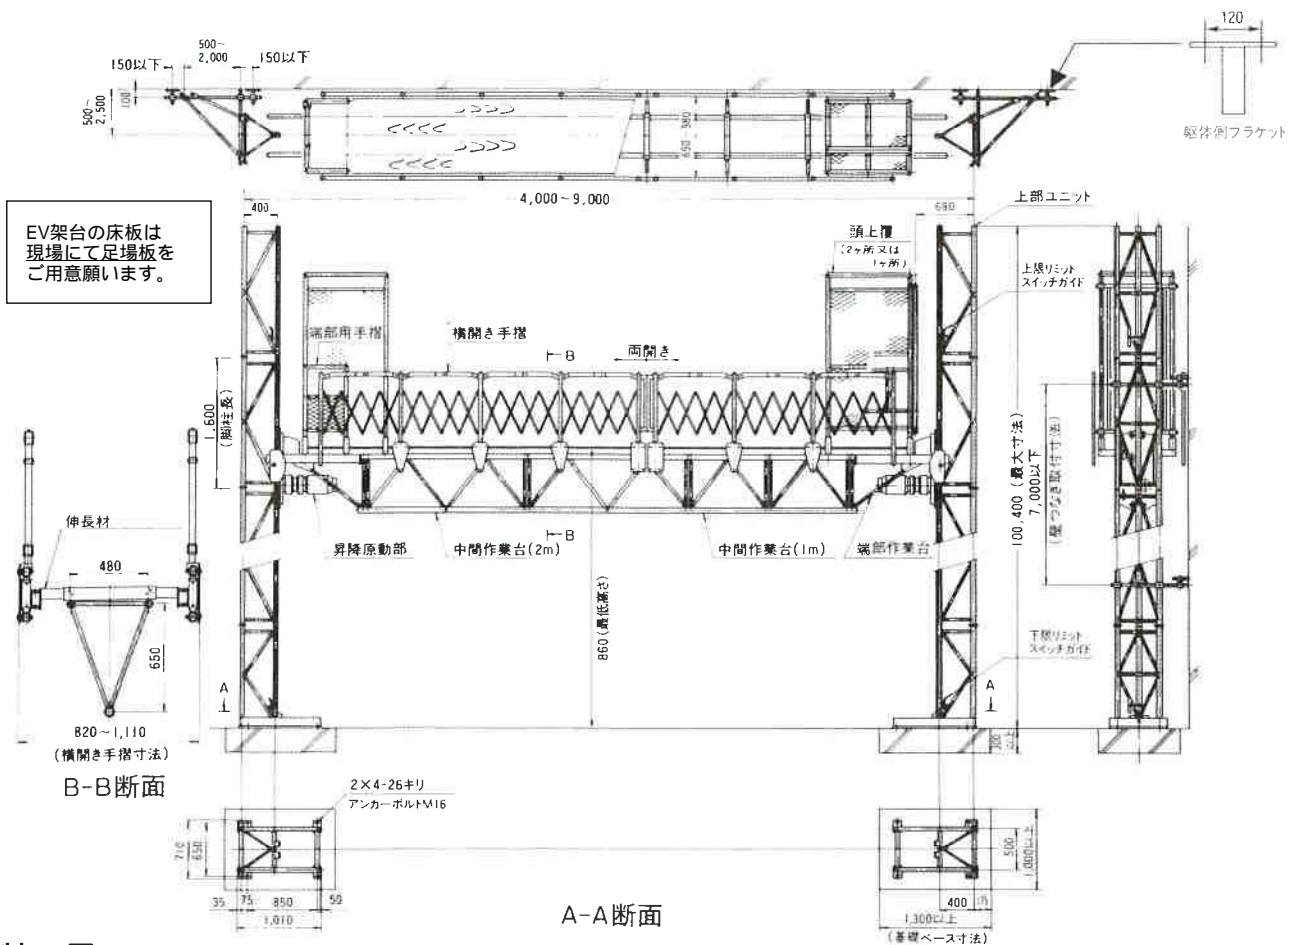 120
500~
2,000
150以下
150以下
100
500~
2,500
躯体側ブラケット
4,000~9,000
400
上部ユニット
EV架台の床板は
現場にて足場板を
ご用意願います。
頭上覆
(2ヶ所又は
1ヶ所)
上限リミット
スイッチガイド
端部用手摺
横開き手摺
B
両開き
1,600
(脚柱長)
100,400 (最大寸法)
7,000以下
(壁つなぎ取付寸法)
伸長材
480
昇降原動部
B
中間作業台(2m)
中間作業台(1m)
端部作業台
650
860(最低高さ)
下限リミット
スイッチガイド
A
A
820~1,110
(横開き手摺寸法)
B-B断面
2×4-26キリ
アンカーボルトM16
710
650
500
1,000以上
35
75
850
50
1,010
A-A断面
400
175
1,300以上
(基礎ベース寸法)